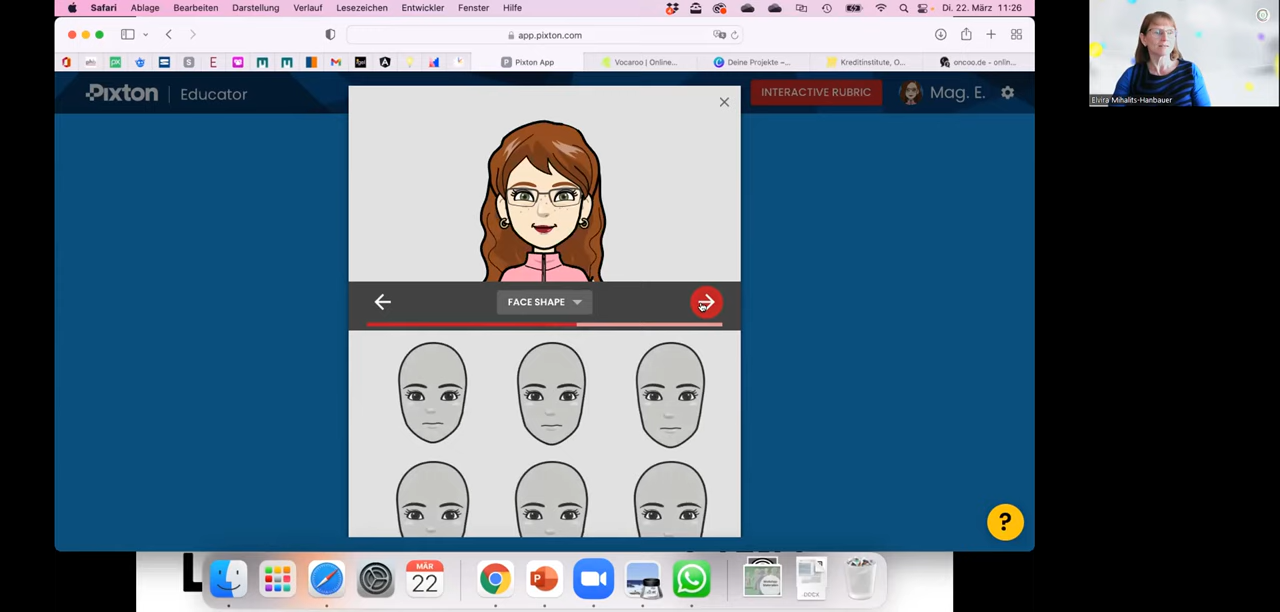 Safari Ablage Bearbeiten Darstellung Verlauf Lesezeichen Entwickler Fenster Hilfe Di. 22. März 11:26
app.pixton.com
Pixton App Vocaroo | Online... Deine Projekte –... Kreditinstitute, O... oncoo.de - onlin...
Pixton | Educator INTERACTIVE RUBRIC Mag. E.
Elvira Mihalits-Hanbauer
FACE SHAPE
?
MÄR
22
DOCX